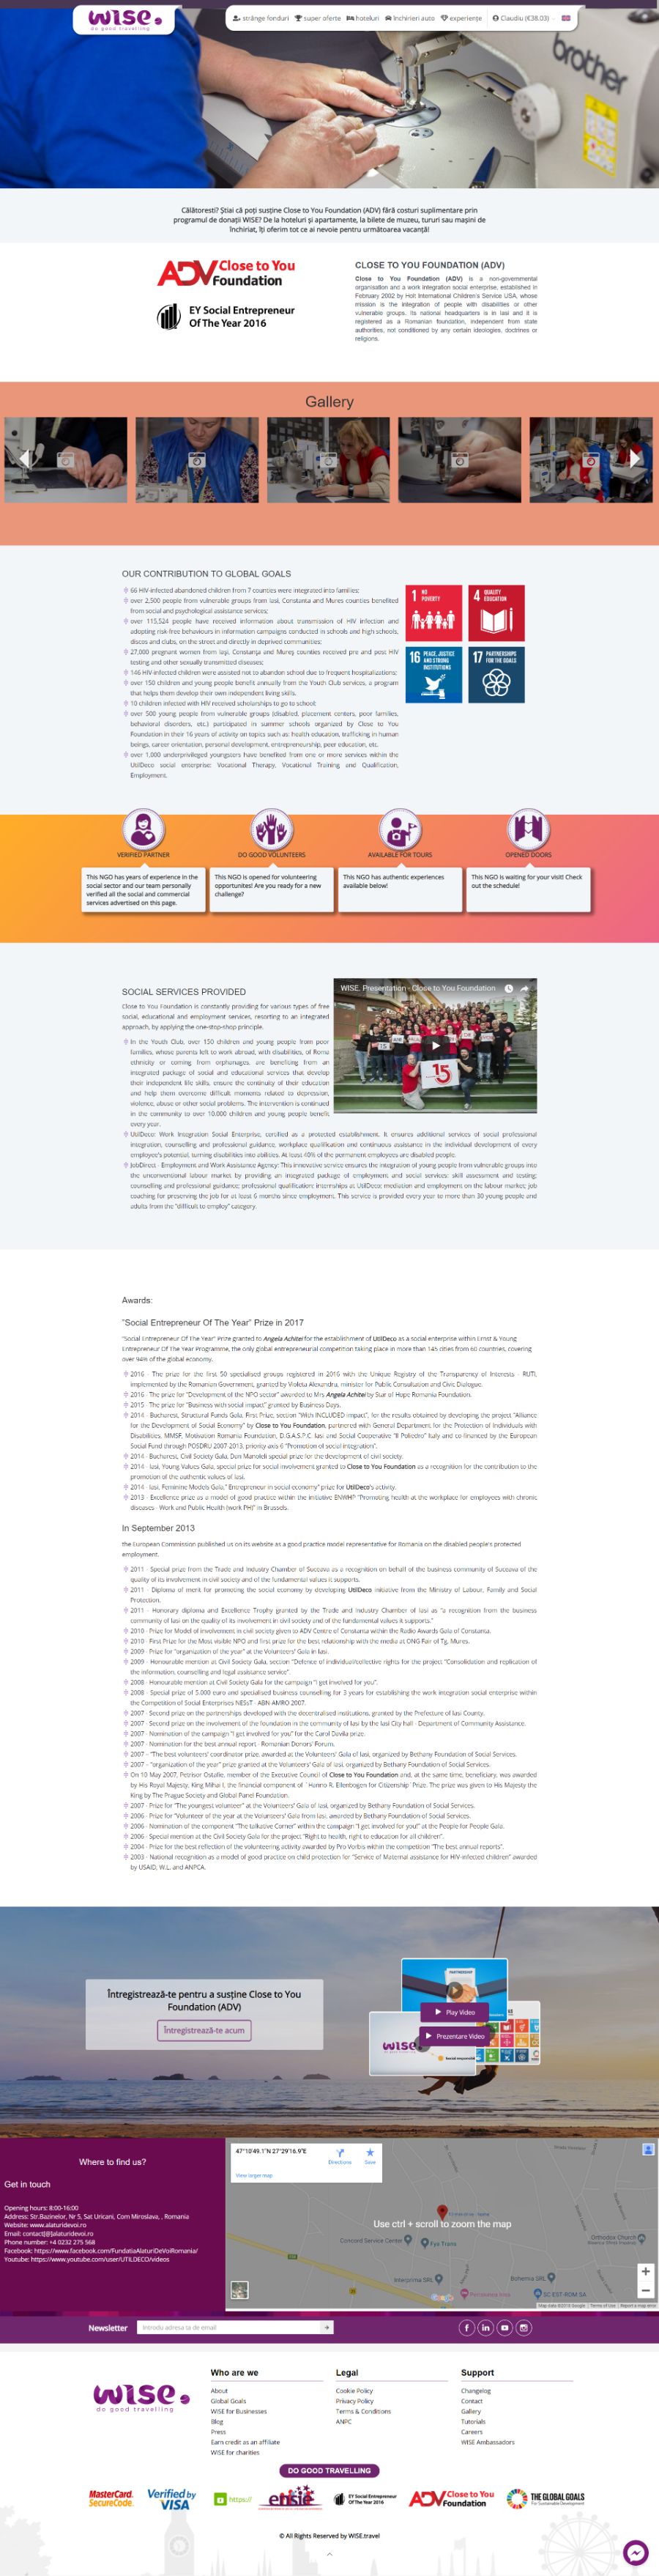 wise.
do good travelling
strânge fonduri super oferte hoteluri închirieri auto experiențe Claudiu (€38.03)
brother
Călătorești? Știai că poți susține Close to You Foundation (ADV) fără costuri suplimentare prin
programul de donații WISE? De la hoteluri și apartamente, la bilete de muzeu, tururi sau mașini de
închiriat, îți oferim tot ce ai nevoie pentru următoarea vacanță!
ADV Close to You
Foundation
EY Social Entrepreneur
Of The Year 2016
CLOSE TO YOU FOUNDATION (ADV)
Close to You Foundation (ADV) is a non-governmental
organisation and a work integration social enterprise, established in
February 2002 by Holt International Children's Service USA, whose
mission is the integration of people with disabilities or other
vulnerable groups. Its national headquarters is in Iasi and it is
registered as a Romanian foundation, independent from state
authorities, not conditioned by any certain ideologies, doctrines or
religions.
Gallery
OUR CONTRIBUTION TO GLOBAL GOALS
66 HIV-infected abandoned children from 7 counties were integrated into families;
over 2,500 people from vulnerable groups from Iasi, Constanta and Mures counties benefited
from social and psychological assistance services;
over 115,524 people have received information about transmission of HIV infection and
adopting risk-free behaviours in information campaigns conducted in schools and high schools,
discos and clubs, on the street and directly in deprived communities;
27,000 pregnant women from Iași, Constanța and Mureș counties received pre and post HIV
testing and other sexually transmitted diseases;
146 HIV-infected children were assisted not to abandon school due to frequent hospitalizations;
over 150 children and young people benefit annually from the Youth Club services, a program
that helps them develop their own independent living skills.
10 children infected with HIV received scholarships to go to school;
over 500 young people from vulnerable groups (disabled, placement centers, poor families,
behavioral disorders, etc.) participated in summer schools organized by Close to You
Foundation in their 16 years of activity on topics such as: health education, trafficking in human
beings, career orientation, personal development, entrepreneurship, peer education, etc.
over 1,000 underprivileged youngsters have benefited from one or more services within the
UtilDeco social enterprise: Vocational Therapy, Vocational Training and Qualification,
Employment.
1 NO POVERTY
4 QUALITY EDUCATION
16 PEACE, JUSTICE AND STRONG INSTITUTIONS
17 PARTNERSHIPS FOR THE GOALS
VERIFIED PARTNER
DO GOOD VOLUNTEERS
AVAILABLE FOR TOURS
OPENED DOORS
This NGO has years of experience in the
social sector and our team personally
verified all the social and commercial
services advertised on this page.
This NGO is opened for volunteering
opportunites! Are you ready for a new
challenge?
This NGO has authentic experiences
available below!
This NGO is waiting for your visit! Check
out the schedule!
SOCIAL SERVICES PROVIDED
Close to You Foundation is constantly providing for various types of free
social, educational and employment services, resorting to an integrated
approach, by applying the one-stop-shop principle.
WISE. Presentation - Close to You Foundation
15
In the Youth Club, over 150 children and young people from poor
families, whose parents left to work abroad, with disabilities, of Roma
ethnicity or coming from orphanages are benefiting from an
integrated package of social and educational services that develop
their independent life skills, ensure the continuity of their education
and help them overcome difficult moments related to depression,
violence, abuse or other social problems. The intervention is continued
in the community to over 10.000 children and young people benefit
every year.
UtilDeco: Work Integration Social Enterprise, certified as a protected establishment. It ensures additional services of social professional
integration, counselling and professional guidance, workplace qualification and continuous assistance in the individual development of every
employee's potential, turning disabilities into abilities. At least 40% of the permanent employees are disabled people.
JobDirect - Employment and Work Assistance Agency: This innovative service ensures the integration of young people from vulnerable groups into
the unconventional labour market by providing an integrated package of employment and social services: skill assessment and testing;
counselling and professional guidance; professional qualification; internships at UtilDeco; mediation and employment on the labour market; job
coaching for preserving the job for at least 6 months since employment. This service is provided every year to more than 30 young people and
adults from the "difficult to employ" category.
Awards:
"Social Entrepreneur Of The Year" Prize in 2017
"Social Entrepreneur Of The Year" Prize granted to Angela Achitei for the establishment of UtilDeco as a social enterprise within Ernst & Young
Entrepreneur Of The Year Programme, the only global entrepreneurial competition taking place in more than 145 cities from 60 countries, covering
over 94% of the global economy.
2016 - The prize for the first 50 specialised groups registered in 2016 with the Unique Registry of the Transparency of Interests - RUTI,
implemented by the Romanian Government, granted by Violeta Alexandru, minister for Public Consultation and Civic Dialogue.
2016 - The prize for "Development of the NPO sector" awarded to Mrs Angela Achitei by Star of Hope Romania Foundation.
2015 - The prize for "Business with social impact" granted by Business Days.
2014 - Bucharest, Structural Funds Gala, First Prize, section "With INCLUDED impact", for the results obtained by developing the project "Alliance
for the Development of Social Economy" by Close to You Foundation, partnered with General Department for the Protection of Individuals with
Disabilities, MMSF, Motivation Romania Foundation, D.G.A.S.P.C. Iasi and Social Cooperative "Il Policleto" Italy and co-financed by the European
Social Fund through POSDRU 2007-2013, priority axis 6 "Promotion of social integration".
2014 - Bucharest, Civil Society Gala, Dan Manoleli special prize for the development of civil society.
2014 - Iasi, Young Values Gala, special prize for social involvement granted to Close to You Foundation as a recognition for the contribution to the
promotion of the authentic values of Iasi.
2014 - Iasi, Feminine Models Gala," Entrepreneur in social economy" prize for UtilDeco's activity.
2013 - Excellence prize as a model of good practice within the initiative ENWHP "Promoting health at the workplace for employees with chronic
diseases - Work and Public Health (work PH)" in Brussels.
In September 2013
the European Commission published us on its website as a good practice model representative for Romania on the disabled people's protected
employment.
2011 - Special prize from the Trade and Industry Chamber of Suceava as a recognition on behalf of the business community of Suceava of the
quality of its involvement in civil society and of the fundamental values it supports.
2011 - Diploma of merit for promoting the social economy by developing UtilDeco initiative from the Ministry of Labour, Family and Social
Protection.
2011 - Honorary diploma and Excellence Trophy granted by the Trade and Industry Chamber of Iasi as "a recognition from the business
community of Iasi on the quality of its involvement in civil society and of the fundamental values it supports."
2010 - Prize for Model of involvement in civil society given to ADV Centre of Constanta within the Radio Awards Gala of Constanta.
2010 - First Prize for the Most visible NPO and first prize for the best relationship with the media at ONG Fair of Tg. Mures.
2009 - Prize for "organization of the year" at the Volunteers' Gala in Iasi.
2009 - Honourable mention at Civil Society Gala, section "Defence of individual/collective rights for the project "Consolidation and replication of
the information, counselling and legal assistance service".
2008 - Honourable mention at Civil Society Gala for the campaign "I get involved for you".
2008 - Special prize of 5.000 euro and specialised business counselling for 3 years for establishing the work integration social enterprise within
the Competition of Social Enterprises NESsT - ABN AMRO 2007.
2007 - Second prize on the partnerships developed with the decentralised institutions, granted by the Prefecture of Iasi County.
2007 - Second prize on the involvement of the foundation in the community of Iasi by the Iasi City hall - Department of Community Assistance.
2007 - Nomination of the campaign "I get involved for you" for the Carol Davila prize.
2007 - Nomination for the best annual report - Romanian Donors' Forum.
2007 - "The best volunteers' coordinator prize, awarded at the Volunteers' Gala of Iasi, organized by Bethany Foundation of Social Services.
2007 - "organization of the year" prize granted at the Volunteers' Gala of Iasi, organized by Bethany Foundation of Social Services.
On 10 May 2007, Petrisor Ostafie, member of the Executive Council of Close to You Foundation and, at the same time, beneficiary, was awarded
by His Royal Majesty, King Mihai I, the financial component of " Hanno R. Ellenbogen for Citizenship" Prize. The prize was given to His Majesty the
King by The Prague Society and Global Panel Foundation.
2007 - Prize for "The youngest volunteer" at the Volunteers' Gala of Iasi, organized by Bethany Foundation of Social Services.
2006 - Prize for "Volunteer of the year at the Volunteers' Gala from Iasi, awarded by Bethany Foundation of Social Services.
2006 - Nomination of the component "The talkative Corner" within the campaign "I get involved for you!" at the People for People Gala.
2006 - Special mention at the Civil Society Gala for the project "Right to health, right to education for all children".
2004 - Prize for the best reflection of the volunteering activity awarded by Pro Vobis within the competition "The best annual reports".
2003 - National recognition as a model of good practice on child protection for "Service of Maternal assistance for HIV-infected children" awarded
by USAID, W.L. and ANPCA.
Întregistrează-te pentru a susține Close to You
Foundation (ADV)
Întregistrează-te acum
PARTNERSHIP
Play Video
Prezentare Video
wise
Where to find us?
Get in touch
Opening hours: 8:00-16:00
Address: Str.Bazinelor, Nr 5, Sat Uricani, Com Miroslava, , Romania
Website: www.alaturidevoi.ro
Email: contact[@]alaturidevoi.ro
Phone number: +4 0232 275 568
Facebook: https://www.facebook.com/FundatiaAlaturiDeVoiRomania/
Youtube: https://www.youtube.com/user/UTILDECO/videos
47°10'49.1"N 27°29'16.9"E
Directions
Save
View larger map
Use ctrl + scroll to zoom the map
Concord Service Center
Fya Trans
Orthodox Church
Interprima SRL
Bohemia SRL
SC EST-ROM SA
Map data ©2019 Google Terms of Use Report a map error
Newsletter
Introdu adresa ta de email
wise.
do good travelling
Who are we
About
Global Goals
WISE for Businesses
Blog
Press
Earn credit as an affiliate
WISE for charities
Legal
Cookie Policy
Privacy Policy
Terms & Conditions
ANPC
Support
Changelog
Contact
Gallery
Tutorials
Careers
WISE Ambassadors
DO GOOD TRAVELLING
MasterCard.
SecureCode.
Verified by
VISA
https://
ensie
EY Social Entrepreneur
Of The Year 2016
ADV Close to You
Foundation
THE GLOBAL GOALS
For Sustainable Development
© All Rights Reserved by WISE.travel